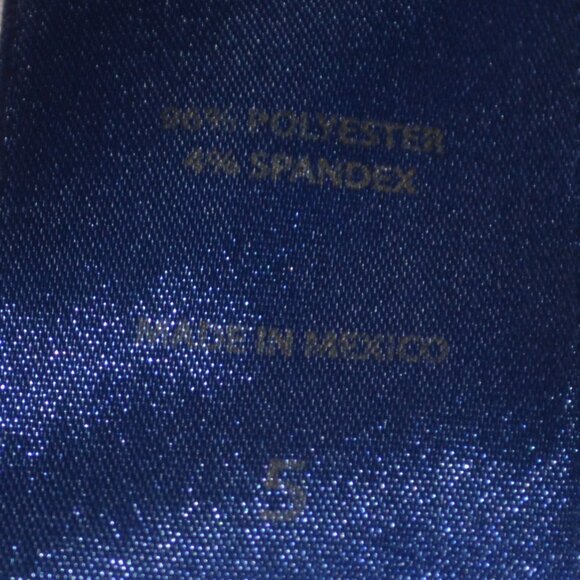 96% POLYESTER
4% SPANDEX
MADE IN MEXICO
5